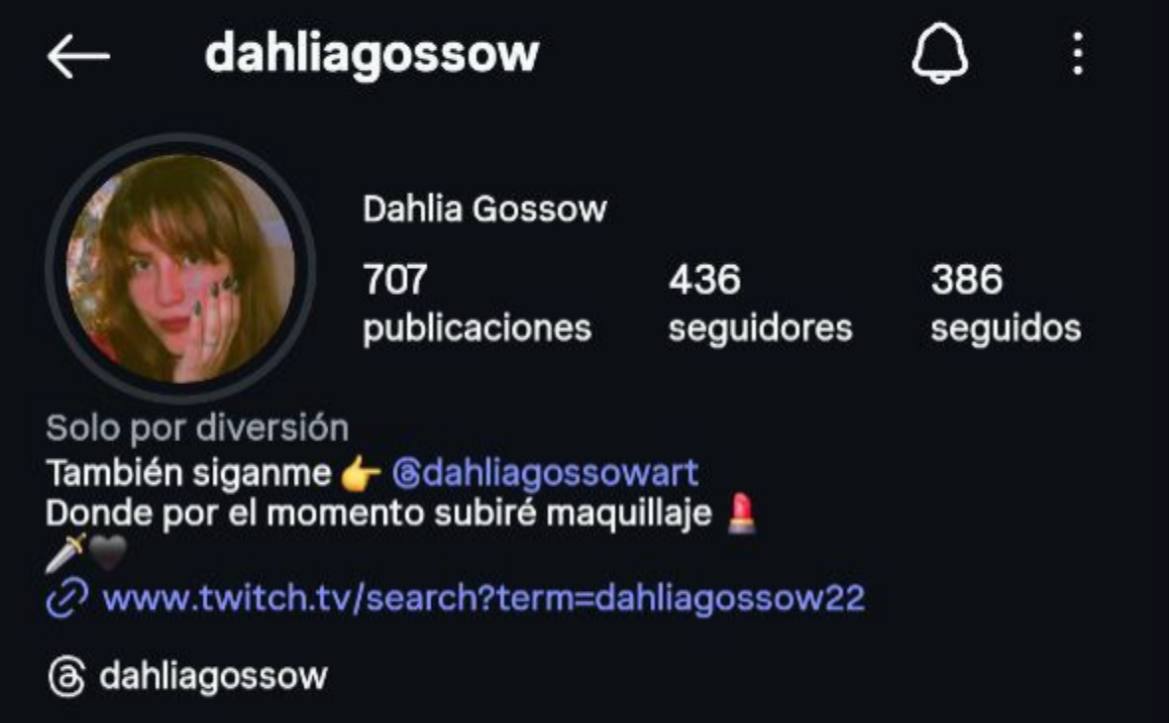 dahliagossow
Dahlia Gossow
707 436 386
publicaciones seguidores seguidos
Solo por diversión
También siganme 👉 @dahliagossowart
Donde por el momento subiré maquillaje 💄
🗡️🖤
www.twitch.tv/search?term=dahliagossow22
dahliagossow